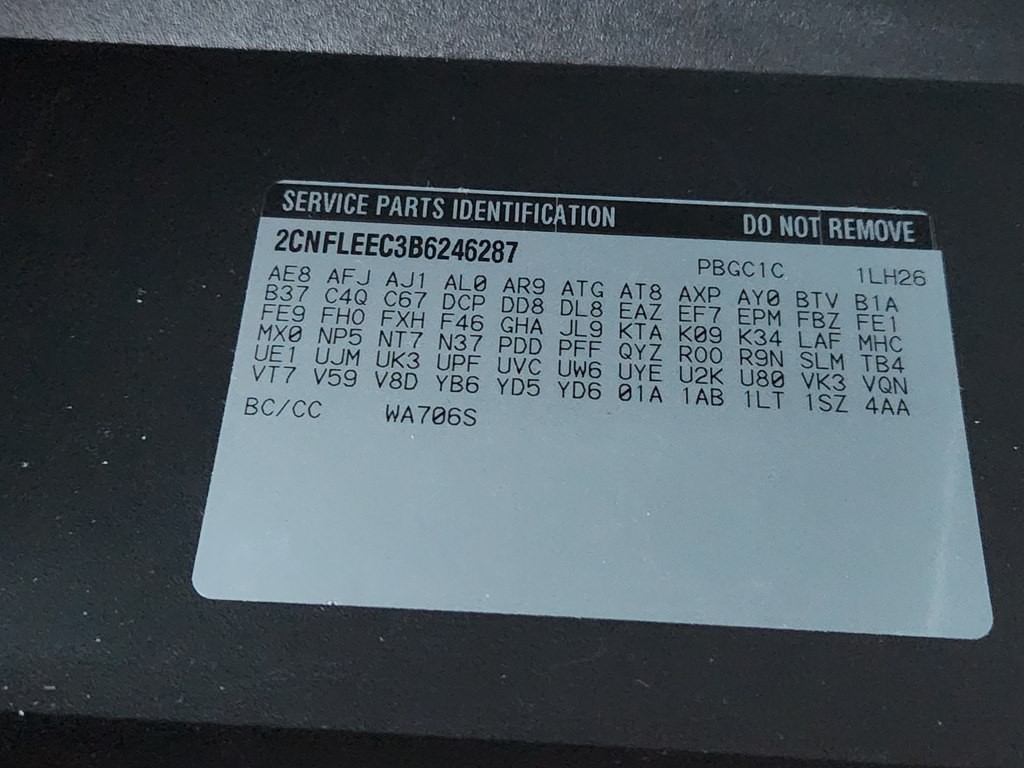 SERVICE PARTS IDENTIFICATION DO NOT REMOVE
2CNFLEEC3B6246287 PBGC1C 1LH26
AE8 AFJ AJ1 AL0 AR9 ATG AT8 AXP AY0 BTV B1A
B37 C4Q C67 DCP DD8 DL8 EAZ EF7 EPM FBZ FE1
FE9 FHO FXH F46 GHA JL9 KTA K09 K34 LAF MHC
MX0 NP5 NT7 N37 PDD PFF QYZ R00 R9N SLM TB4
UE1 UJM UK3 UPF UVC UW6 UYE U2K U80 VK3 VQN
VT7 V59 V8D YB6 YD5 YD6 01A 1AB 1LT 1SZ 4AA
BC/CC WA706S